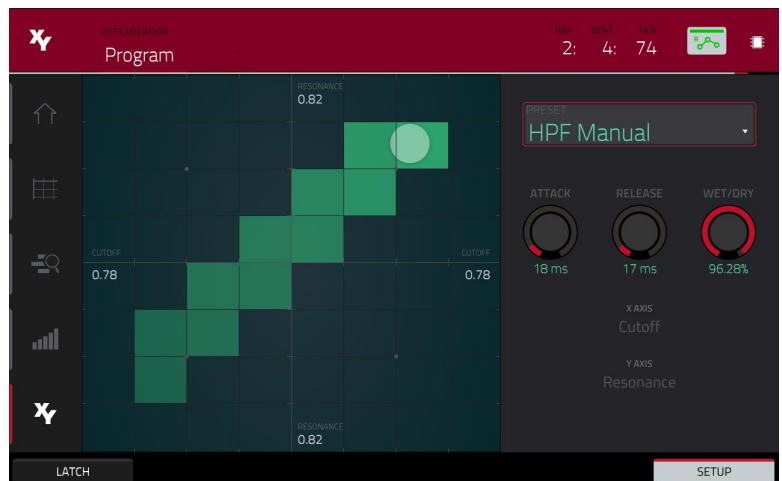 XY
XYFX LOCATION
Program
BAR BEAT TICK
2: 4: 74
RESONANCE
0.82
CUTOFF
0.78
CUTOFF
0.78
RESONANCE
0.82
PRESET
HPF Manual
ATTACK RELEASE WET/DRY
18 ms 17 ms 96.28%
X AXIS
Cutoff
Y AXIS
Resonance
XY
LATCH
SETUP